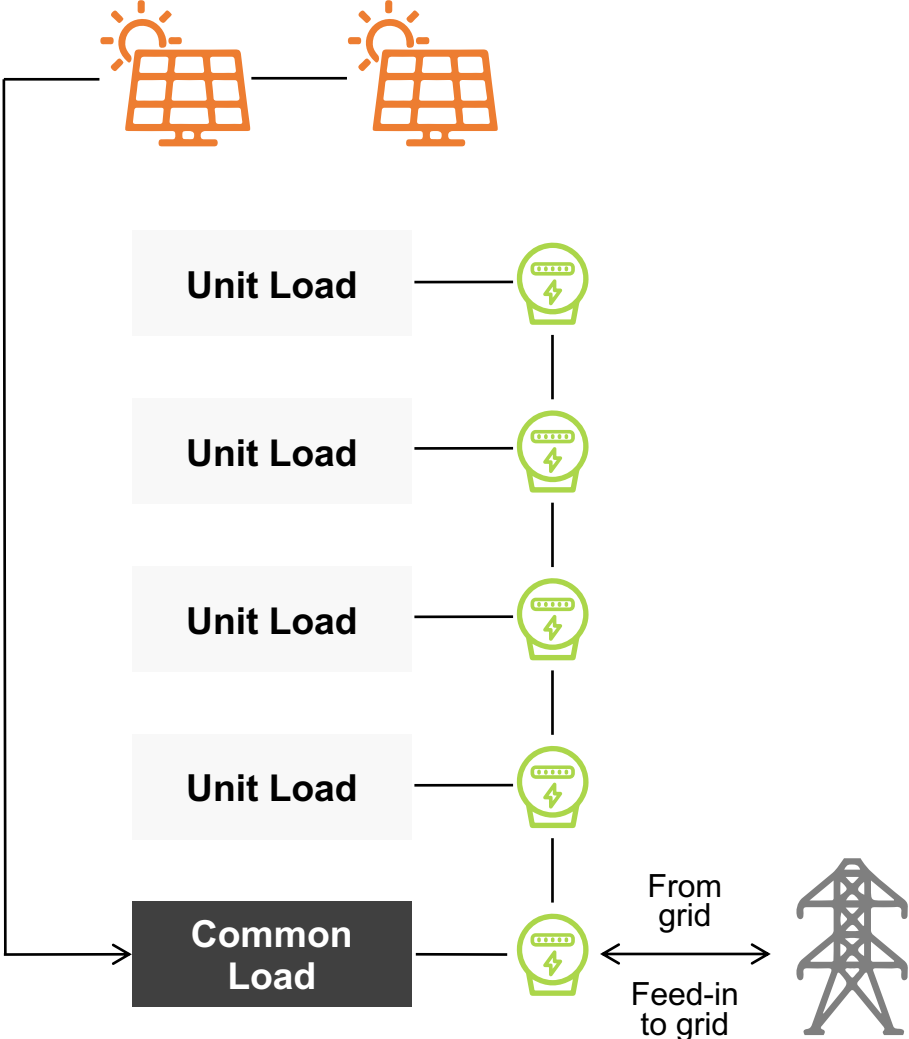 Unit Load
Unit Load
Unit Load
Unit Load
Common
Load
From
grid
Feed-in
to grid